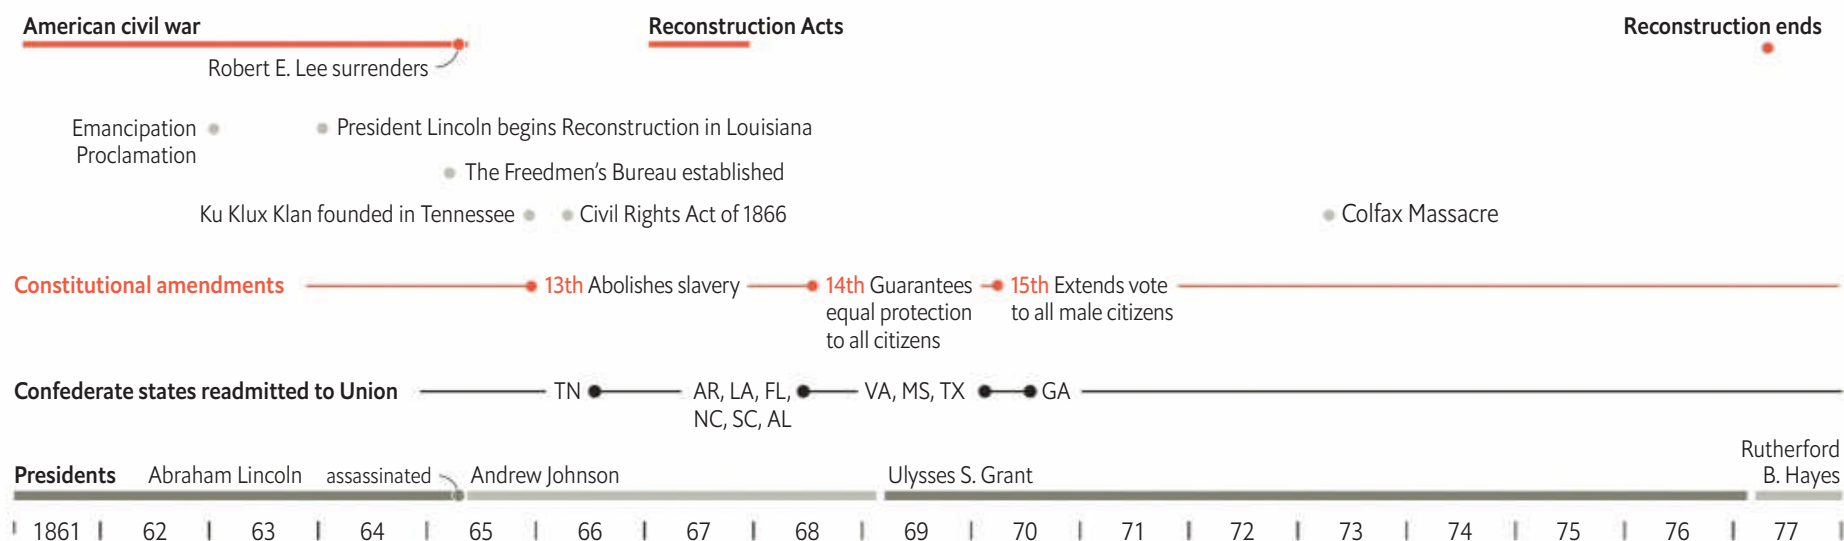 American civil war
Reconstruction Acts
Reconstruction ends
Robert E. Lee surrenders
Emancipation
Proclamation
President Lincoln begins Reconstruction in Louisiana
The Freedmen's Bureau established
Ku Klux Klan founded in Tennessee
Civil Rights Act of 1866
Colfax Massacre
Constitutional amendments
13th Abolishes slavery
14th Guarantees
equal protection
to all citizens
15th Extends vote
to all male citizens
Confederate states readmitted to Union
TN
AR, LA, FL,
NC, SC, AL
VA, MS, TX
GA
Presidents
Abraham Lincoln
assassinated
Andrew Johnson
Ulysses S. Grant
Rutherford
B. Hayes
1861 62 63 64 65 66 67 68 69 70 71 72 73 74 75 76 77